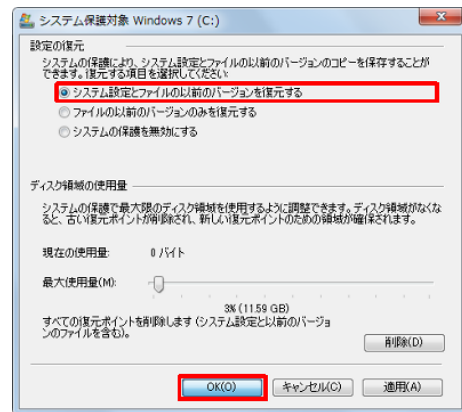 システム保護対象 Windows 7 (C:)
設定の復元
システムの保護により、システム設定とファイルの以前のバージョンのコピーを保存することが
できます。復元する項目を選択してください:
システム設定とファイルの以前のバージョンを復元する
ファイルの以前のバージョンのみを復元する
システムの保護を無効にする
ディスク領域の使用量
システムの保護で最大限のディスク領域を使用するように調整できます。ディスク領域がなくな
ると、古い復元ポイントが削除され、新しい復元ポイントのための領域が確保されます。
現在の使用量: 0 バイト
最大使用量(M):
3% (11.59 GB)
すべての復元ポイントを削除します (システム設定と以前のバージョ
ンのファイルを含む)。
削除(D)
OK(O) キャンセル(C) 適用(A)